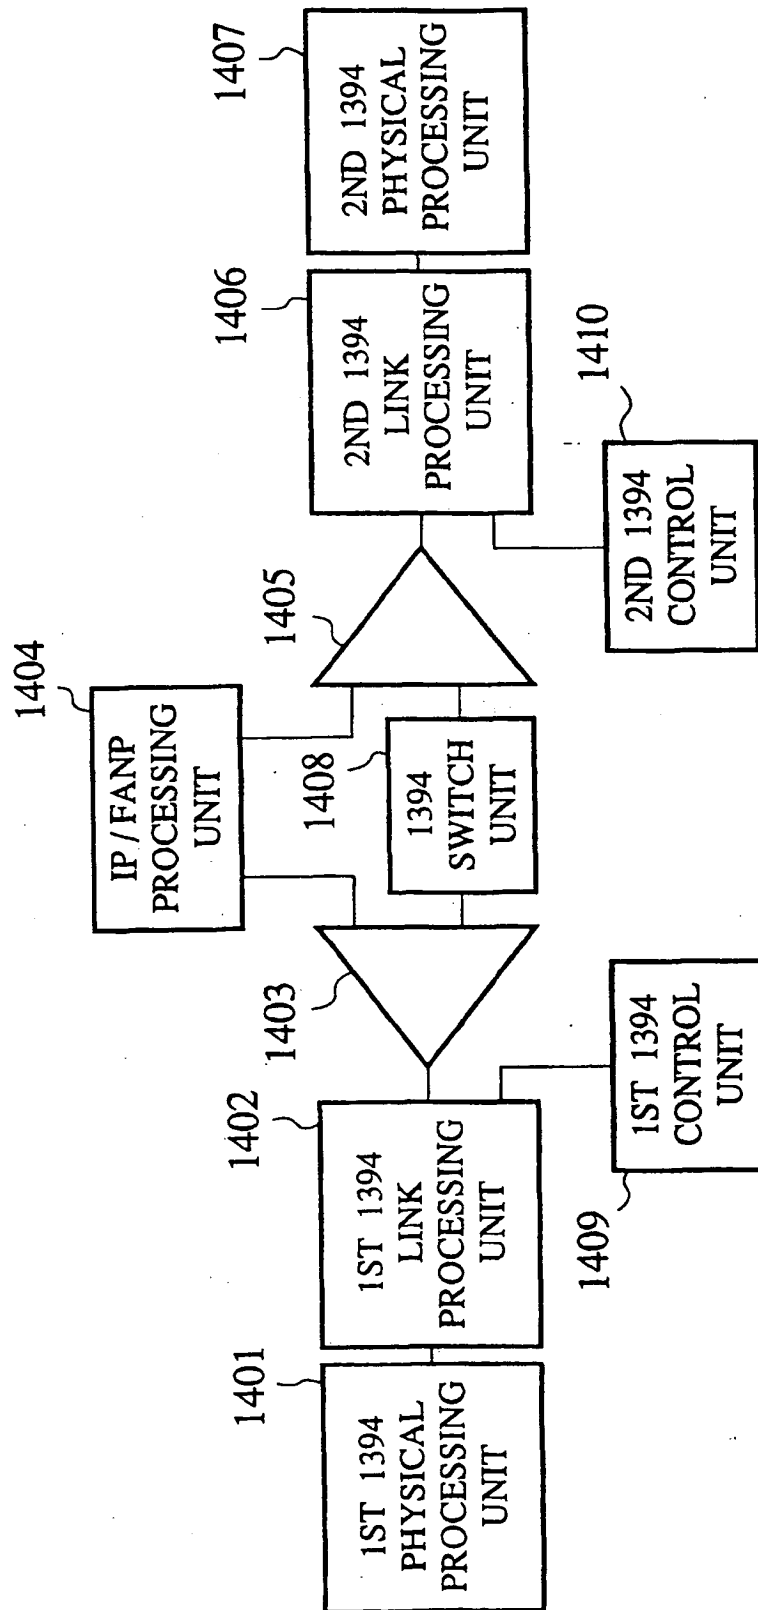 1404
IP / FANP
PROCESSING
UNIT
1401
1ST 1394
PHYSICAL
PROCESSING
UNIT
1402
1ST 1394
LINK
PROCESSING
UNIT
1403
1408
1394
SWITCH
UNIT
1405
1406
2ND 1394
LINK
PROCESSING
UNIT
1407
2ND 1394
PHYSICAL
PROCESSING
UNIT
1409
1ST 1394
CONTROL
UNIT
1410
2ND 1394
CONTROL
UNIT